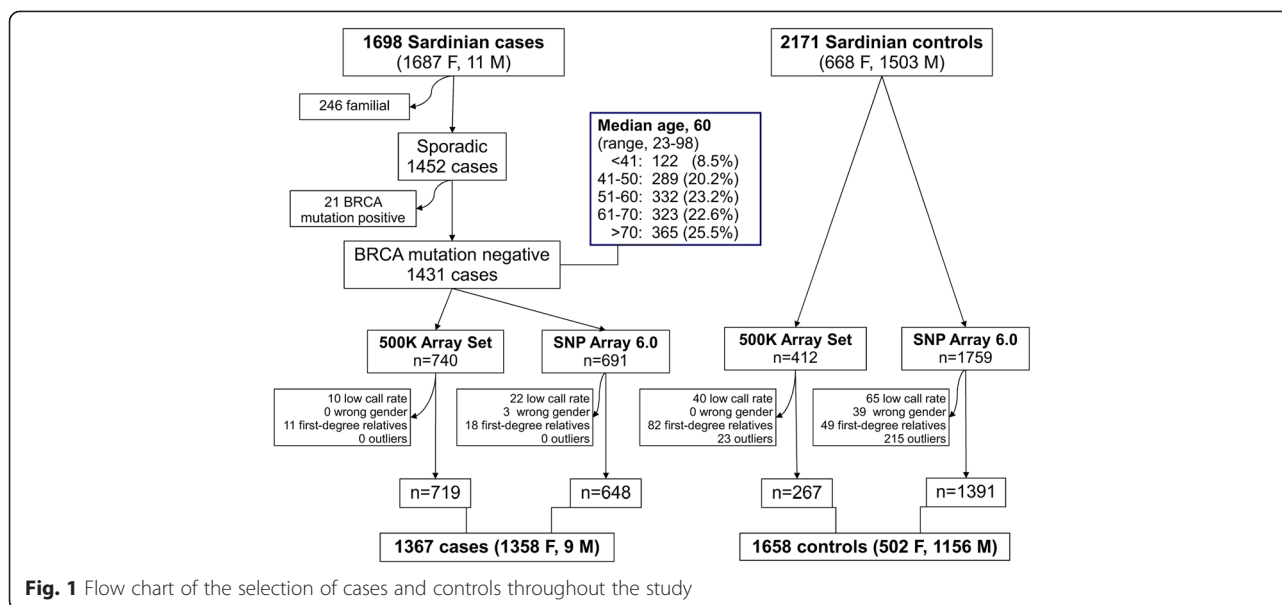 1698 Sardinian cases
(1687 F, 11 M)
246 familial
Sporadic
1452 cases
21 BRCA
mutation positive
BRCA mutation negative
1431 cases
Median age, 60
(range, 23-98)
<41: 122 (8.5%)
41-50: 289 (20.2%)
51-60: 332 (23.2%)
61-70: 323 (22.6%)
>70: 365 (25.5%)
2171 Sardinian controls
(668 F, 1503 M)
500K Array Set
n=740
SNP Array 6.0
n=691
500K Array Set
n=412
SNP Array 6.0
n=1759
10 low call rate
0 wrong gender
11 first-degree relatives
0 outliers
22 low call rate
3 wrong gender
18 first-degree relatives
0 outliers
40 low call rate
0 wrong gender
82 first-degree relatives
23 outliers
65 low call rate
39 wrong gender
49 first-degree relatives
215 outliers
n=719
n=648
n=267
n=1391
1367 cases (1358 F, 9 M)
1658 controls (502 F, 1156 M)
Fig. 1 Flow chart of the selection of cases and controls throughout the study